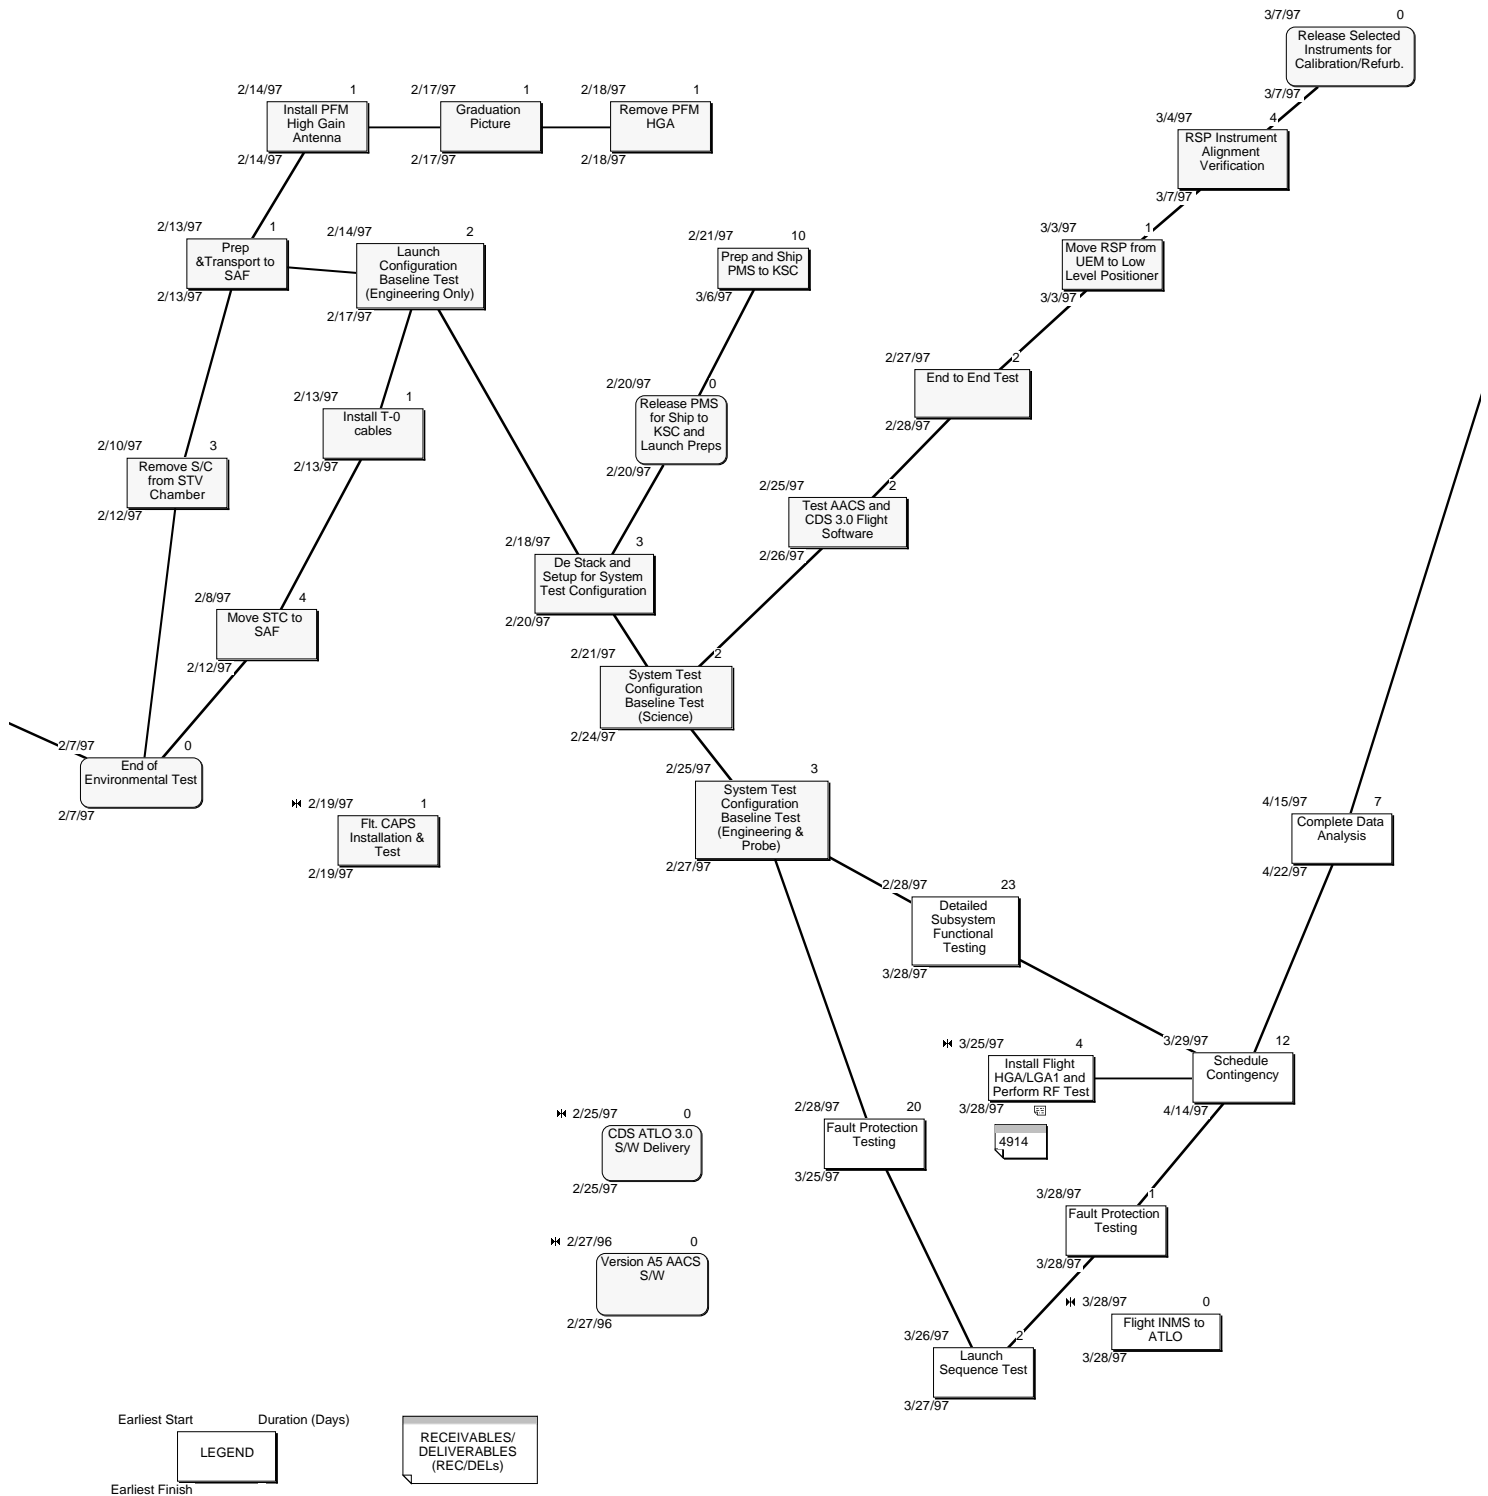 3/7/97 0
Release Selected
Instruments for
Calibration/Refurb.
3/7/97
2/14/97 1
Install PFM
High Gain
Antenna
2/14/97
2/17/97 1
Graduation
Picture
2/17/97
2/18/97 1
Remove PFM
HGA
2/18/97
3/4/97 4
RSP Instrument
Alignment
Verification
3/7/97
2/13/97 1
Prep
&Transport to
SAF
2/13/97
2/14/97 2
Launch
Configuration
Baseline Test
(Engineering Only)
2/17/97
2/21/97 10
Prep and Ship
PMS to KSC
3/6/97
3/3/97 1
Move RSP from
UEM to Low
Level Positioner
3/3/97
2/27/97 2
End to End Test
2/28/97
2/13/97 1
Install T-0
cables
2/13/97
2/20/97 0
Release PMS
for Ship to
KSC and
Launch Preps
2/20/97
2/10/97 3
Remove S/C
from STV
Chamber
2/12/97
2/25/97 2
Test AACS and
CDS 3.0 Flight
Software
2/26/97
2/18/97 3
De Stack and
Setup for System
Test Configuration
2/20/97
2/8/97 4
Move STC to
SAF
2/12/97
2/21/97 2
System Test
Configuration
Baseline Test
(Science)
2/24/97
2/7/97 0
End of
Environmental Test
2/7/97
2/19/97 1
Flt. CAPS
Installation &
Test
2/19/97
2/25/97 3
System Test
Configuration
Baseline Test
(Engineering &
Probe)
2/27/97
4/15/97 7
Complete Data
Analysis
4/22/97
2/28/97 23
Detailed
Subsystem
Functional
Testing
3/28/97
3/25/97 4
Install Flight
HGA/LGA1 and
Perform RF Test
3/28/97
4914
3/29/97 12
Schedule
Contingency
4/14/97
2/25/97 0
CDS ATLO 3.0
S/W Delivery
2/25/97
2/28/97 20
Fault Protection
Testing
3/25/97
3/28/97 1
Fault Protection
Testing
3/28/97
2/27/96 0
Version A5 AACS
S/W
2/27/96
3/28/97 0
Flight INMS to
ATLO
3/28/97
3/26/97 2
Launch
Sequence Test
3/27/97
Earliest Start Duration (Days)
LEGEND
Earliest Finish
RECEIVABLES/
DELIVERABLES
(REC/DELs)